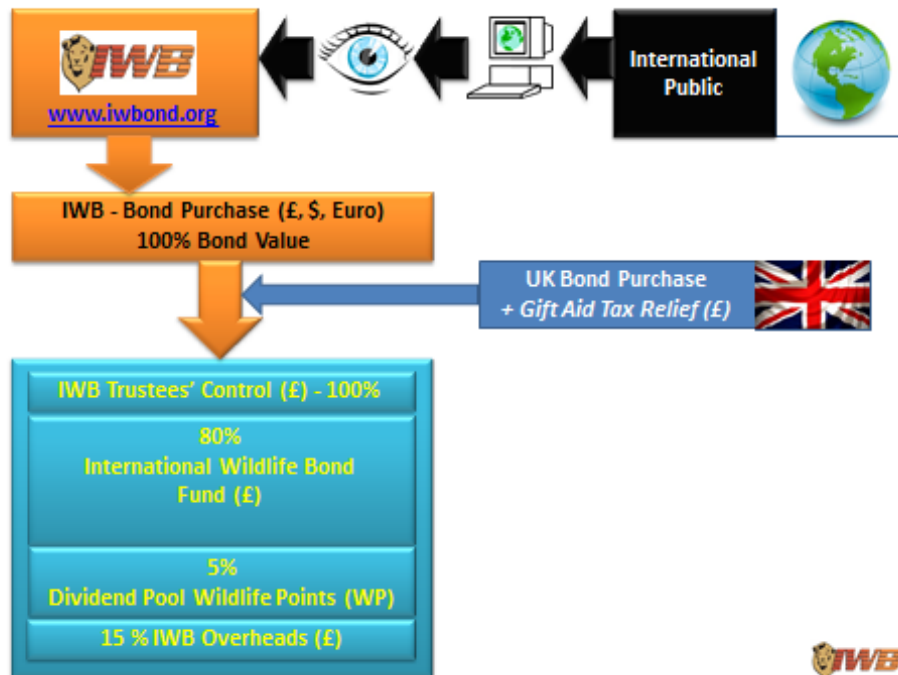 IWB
www.iwbond.org
International
Public
IWB - Bond Purchase (£, $, Euro)
100% Bond Value
UK Bond Purchase
+ Gift Aid Tax Relief (£)
IWB Trustees’ Control (£) - 100%
80%
International Wildlife Bond
Fund (£)
5%
Dividend Pool Wildlife Points (WP)
15 % IWB Overheads (£)
IWB